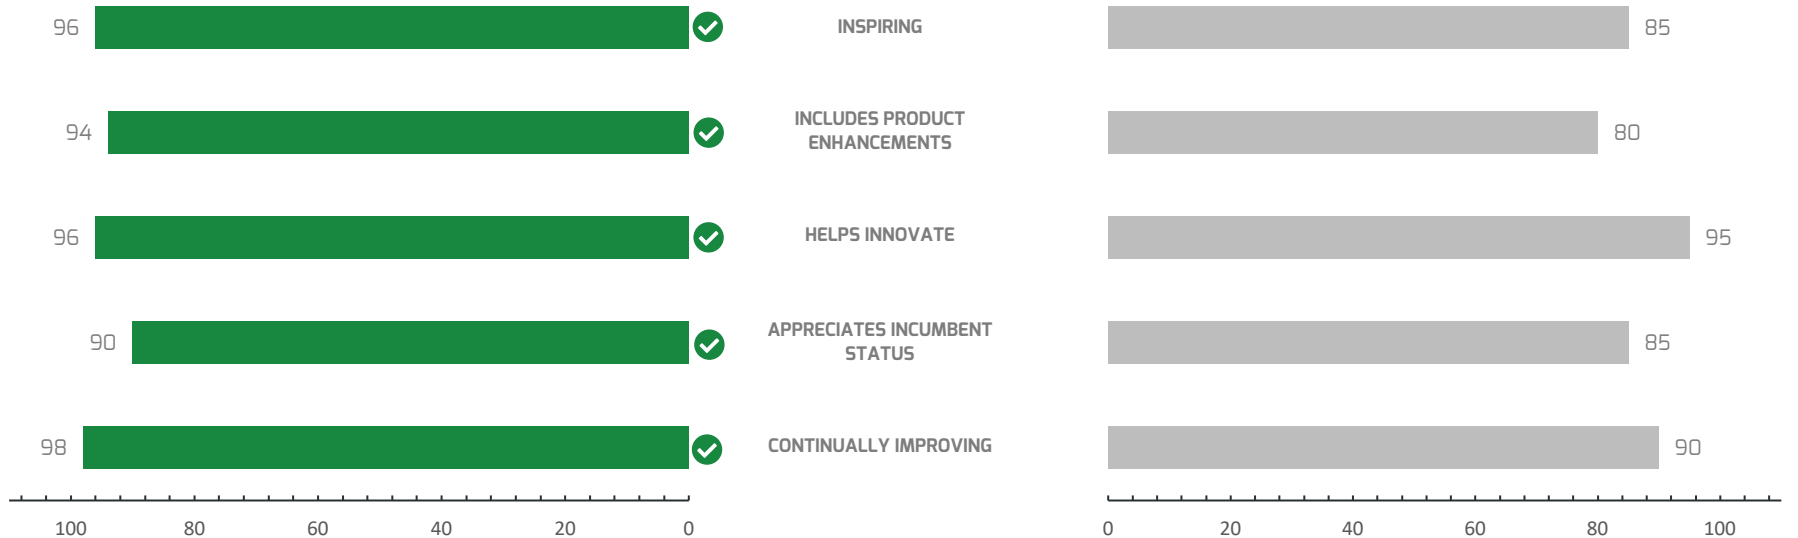 96 INSPIRING 85
94 INCLUDES PRODUCT 80
ENHANCEMENTS
96 HELPS INNOVATE 95
90 APPRECIATES INCUMBENT 85
STATUS
98 CONTINUALLY IMPROVING 90
100 80 60 40 20 0 0 20 40 60 80 100